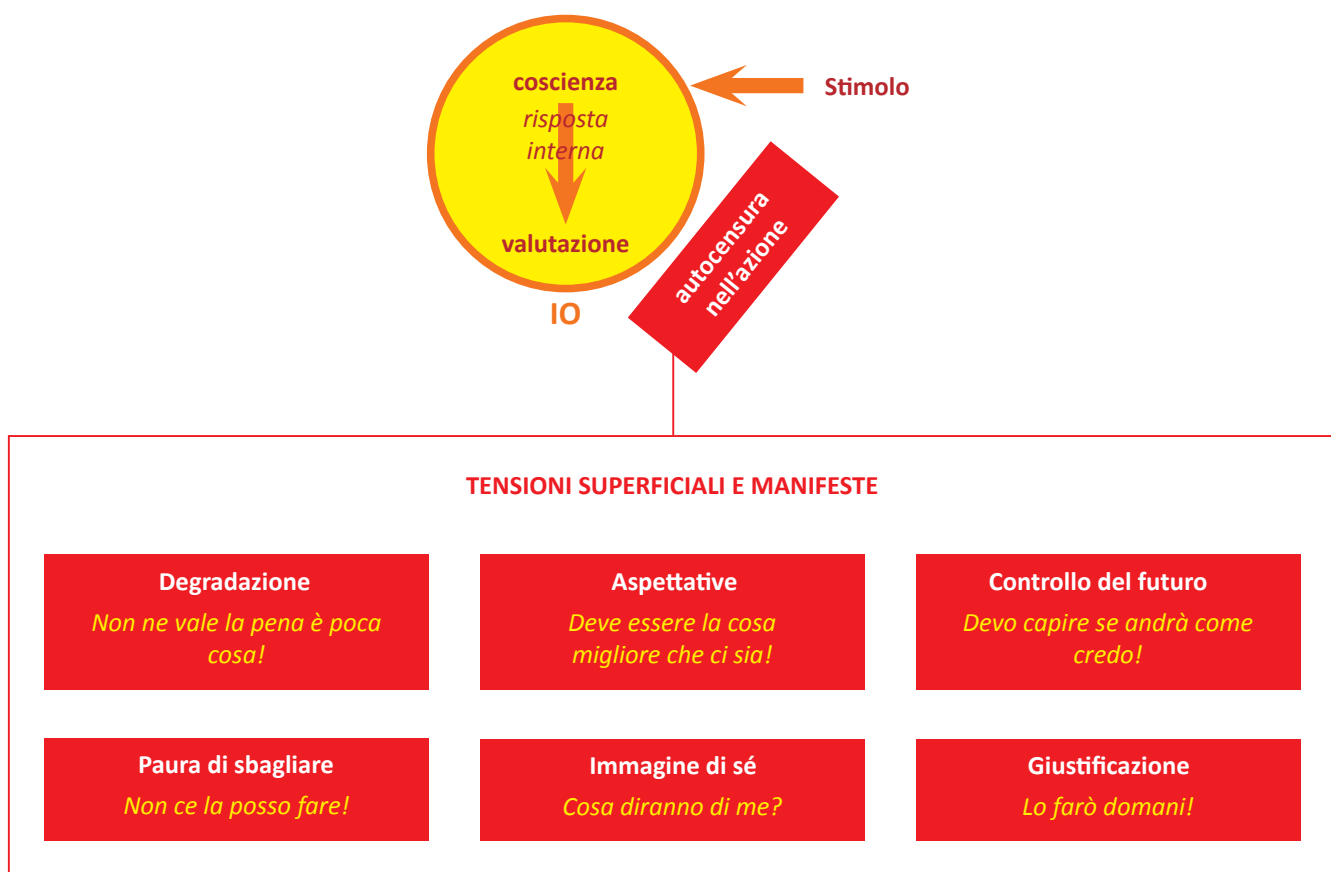 coscienza
Stimolo
risposta
interna
valutazione
autocensura
nell'azione
IO
TENSIONI SUPERFICIALI E MANIFESTE
Degradazione
Non ne vale la pena è poca
cosa!
Aspettative
Deve essere la cosa
migliore che ci sia!
Controllo del futuro
Devo capire se andrà come
credo!
Paura di sbagliare
Non ce la posso fare!
Immagine di sé
Cosa diranno di me?
Giustificazione
Lo farò domani!